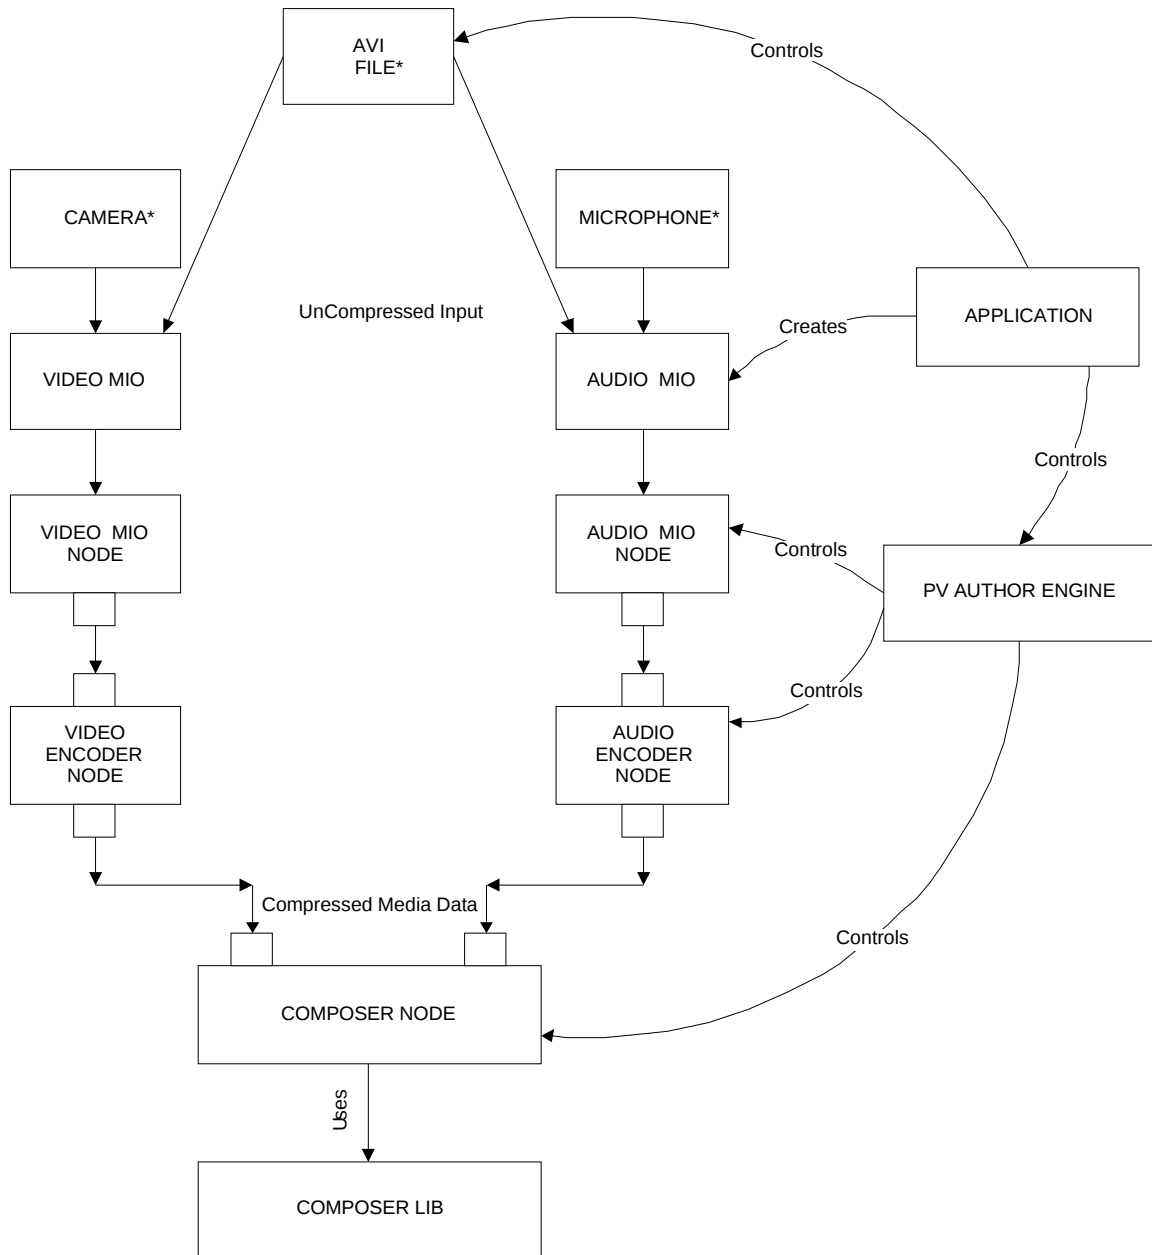 AVI
FILE*
Controls
CAMERA*
MICROPHONE*
UnCompressed Input
APPLICATION
Creates
VIDEO MIO
AUDIO MIO
Controls
VIDEO MIO
NODE
AUDIO MIO
NODE
Controls
PV AUTHOR ENGINE
Controls
VIDEO
ENCODER
NODE
AUDIO
ENCODER
NODE
Compressed Media Data
Controls
COMPOSER NODE
Uses
COMPOSER LIB